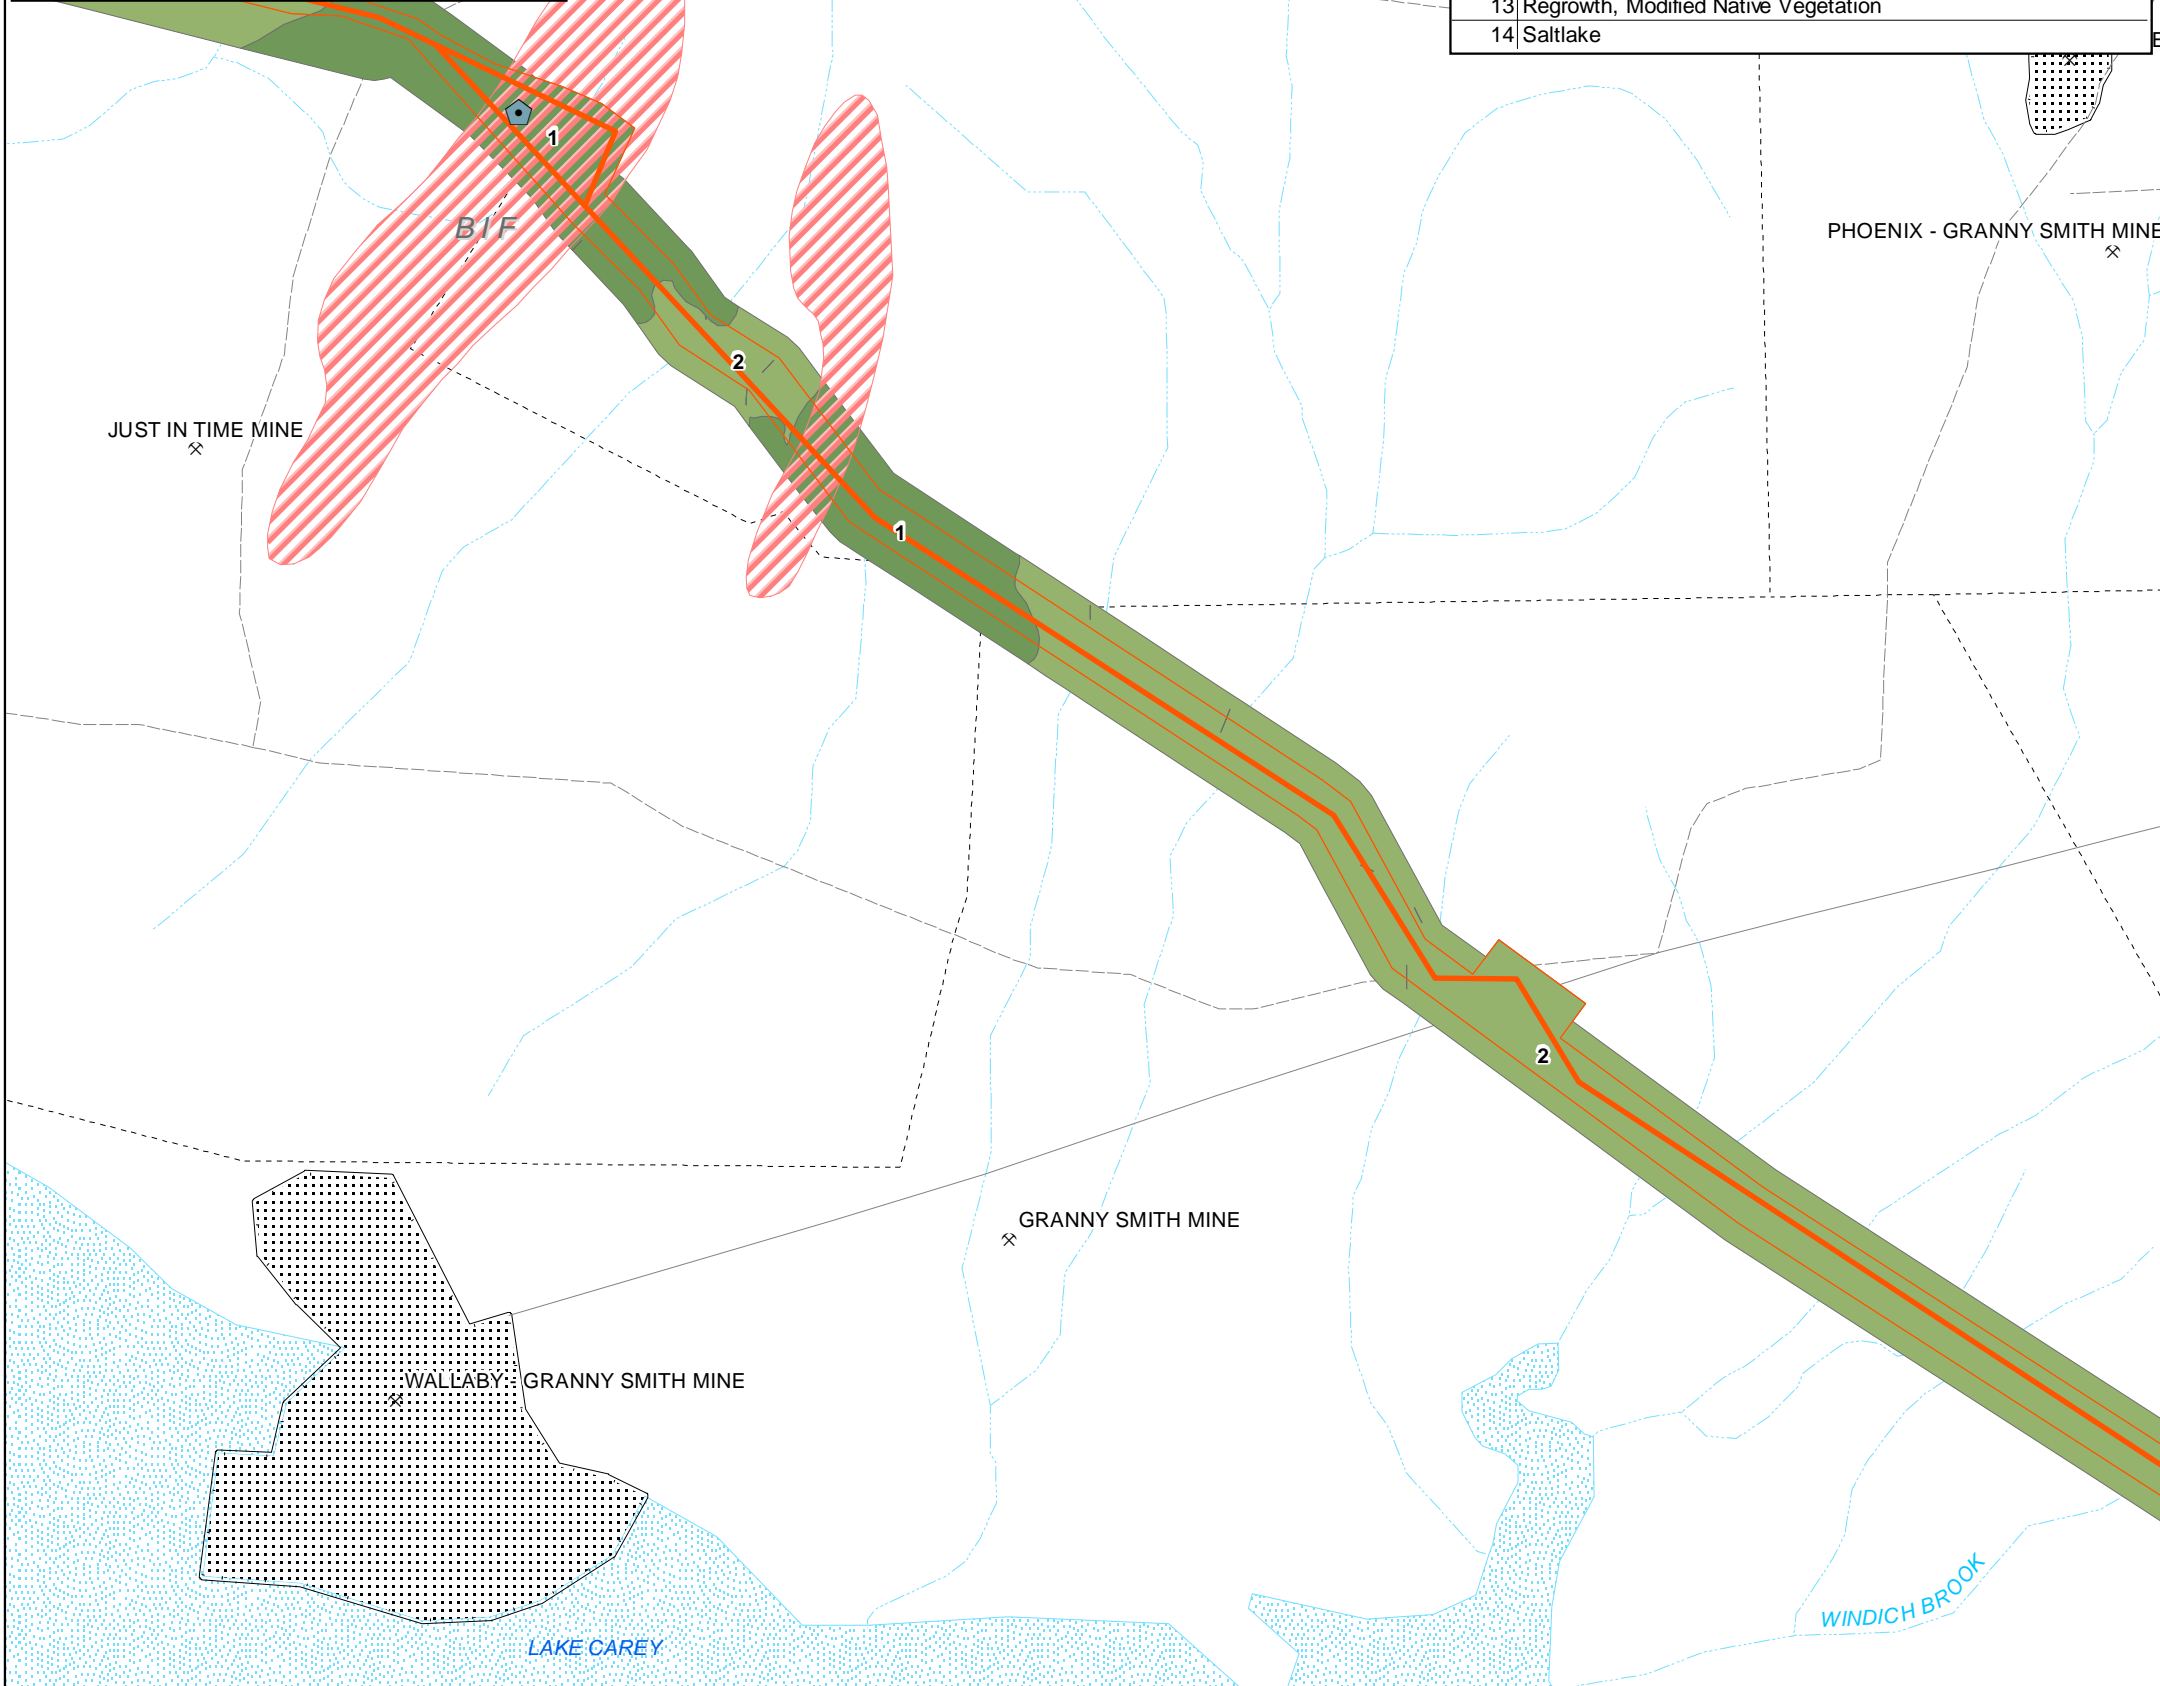 13 Regrowth, Modified Native Vegetation
14 Saltlake
1
BIF
PHOENIX - GRANNY SMITH MINE
2
JUST IN TIME MINE
1
2
GRANNY SMITH MINE
WALLABY - GRANNY SMITH MINE
WINDICH BROOK
LAKE CAREY